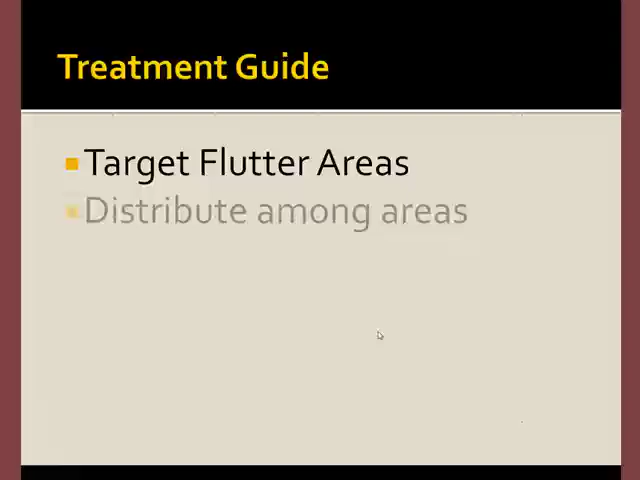 Treatment Guide
Target Flutter Areas
Distribute among areas